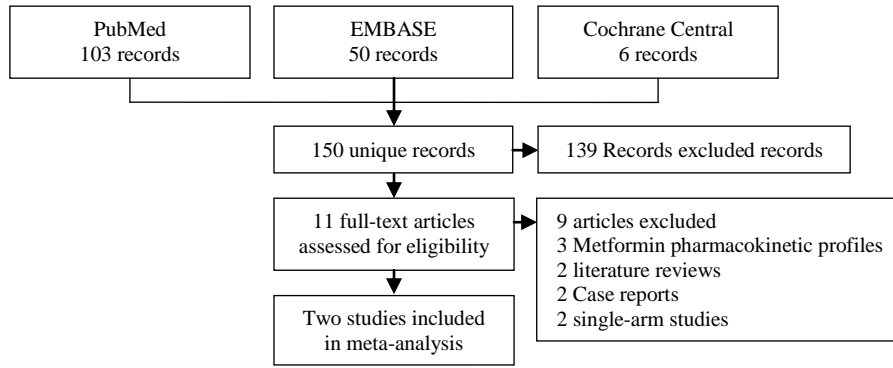 PubMed
103 records
EMBASE
50 records
Cochrane Central
6 records
150 unique records
139 Records excluded records
11 full-text articles
assessed for eligibility
9 articles excluded
3 Metformin pharmacokinetic profiles
2 literature reviews
2 Case reports
2 single-arm studies
Two studies included
in meta-analysis